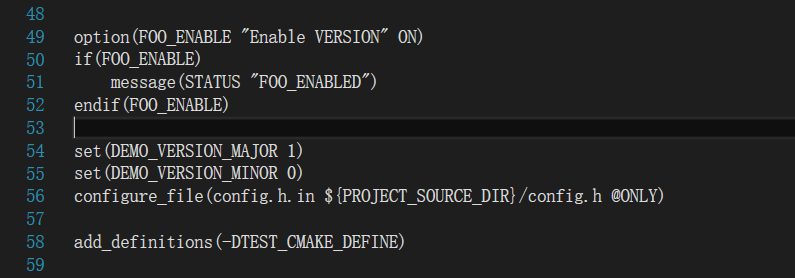 48
49 option(FOO_ENABLE "Enable VERSION" ON)
50 if(FOO_ENABLE)
51     message(STATUS "FOO_ENABLED")
52 endif(FOO_ENABLE)
53
54 set(DEMO_VERSION_MAJOR 1)
55 set(DEMO_VERSION_MINOR 0)
56 configure_file(config.h.in ${PROJECT_SOURCE_DIR}/config.h @ONLY)
57
58 add_definitions(-DTEST_CMAKE_DEFINE)
59